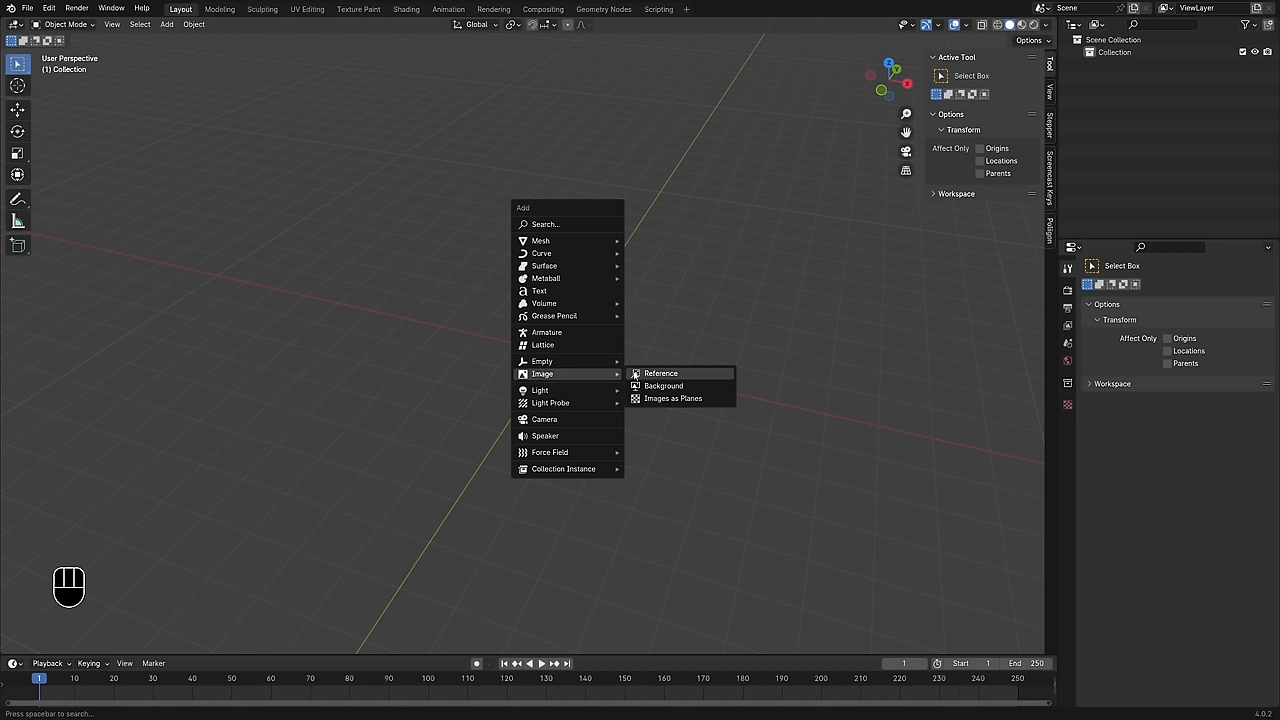 File Edit Render Window Help Layout Modeling Sculpting UV Editing Texture Paint Shading Animation Rendering Compositing Geometry Nodes Scripting + Scene ViewLayer
Object Mode View Select Add Object Global
Options
User Perspective
(1) Collection
Add
Search...
Mesh
Curve
Surface
Metaball
Text
Volume
Grease Pencil
Armature
Lattice
Empty
Image
Light
Light Probe
Camera
Speaker
Force Field
Collection Instance
Reference
Background
Images as Planes
Z
Y
X
Active Tool
Select Box
Options
Transform
Affect Only Origins
Locations
Parents
Workspace
Tool
View
Stepper
Screencast Keys
Poligon
Scene Collection
Collection
Select Box
Options
Transform
Affect Only Origins
Locations
Parents
Workspace
Playback Keying View Marker 1 Start 1 End 250
1 10 20 30 40 50 60 70 80 90 100 110 120 130 140 150 160 170 180 190 200 210 220 230 240 250
Press spacebar to search... 4.0.2